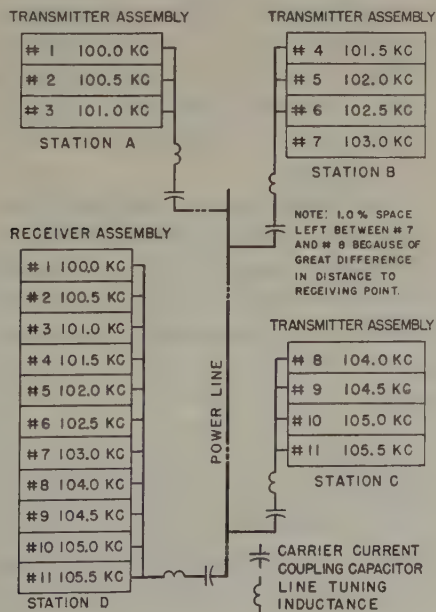 TRANSMITTER ASSEMBLY
# 1 100.0 KC
# 2 100.5 KC
# 3 101.0 KC
STATION A
TRANSMITTER ASSEMBLY
# 4 101.5 KC
# 5 102.0 KC
# 6 102.5 KC
# 7 103.0 KC
STATION B
NOTE: 1.0 % SPACE
LEFT BETWEEN # 7
AND # 8 BECAUSE OF
GREAT DIFFERENCE
IN DISTANCE TO
RECEIVING POINT.
RECEIVER ASSEMBLY
# 1 100.0 KC
# 2 100.5 KC
# 3 101.0 KC
# 4 101.5 KC
# 5 102.0 KC
# 6 102.5 KC
# 7 103.0 KC
# 8 104.0 KC
# 9 104.5 KC
# 10 105.0 KC
# 11 105.5 KC
STATION D
POWER LINE
TRANSMITTER ASSEMBLY
# 8 104.0 KC
# 9 104.5 KC
# 10 105.0 KC
# 11 105.5 KC
STATION C
CARRIER CURRENT
COUPLING CAPACITOR
LINE TUNING
INDUCTANCE